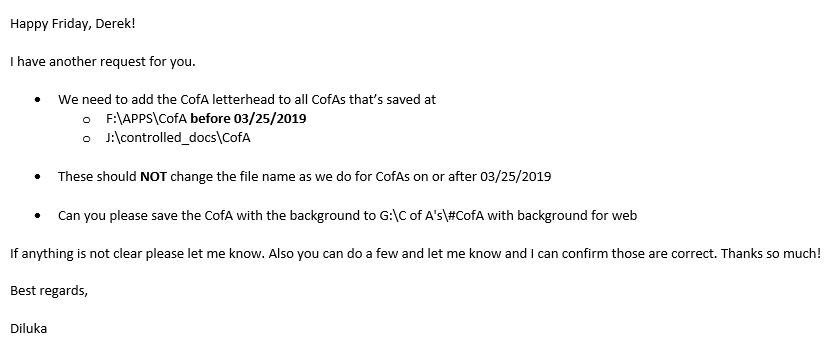 Happy Friday, Derek!
I have another request for you.
• We need to add the CofA letterhead to all CofAs that's saved at
o F:\APPS\CofA before 03/25/2019
o J:\controlled_docs\CofA
• These should NOT change the file name as we do for CofAs on or after 03/25/2019
• Can you please save the CofA with the background to G:\C of A's\#CofA with background for web
If anything is not clear please let me know. Also you can do a few and let me know and I can confirm those are correct. Thanks so much!
Best regards,
Diluka